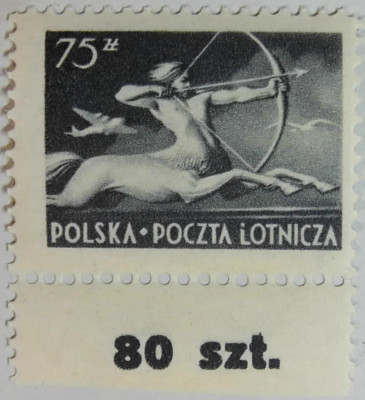 75 zł
POLSKA • POCZTA LOTNICZA
80 szt.